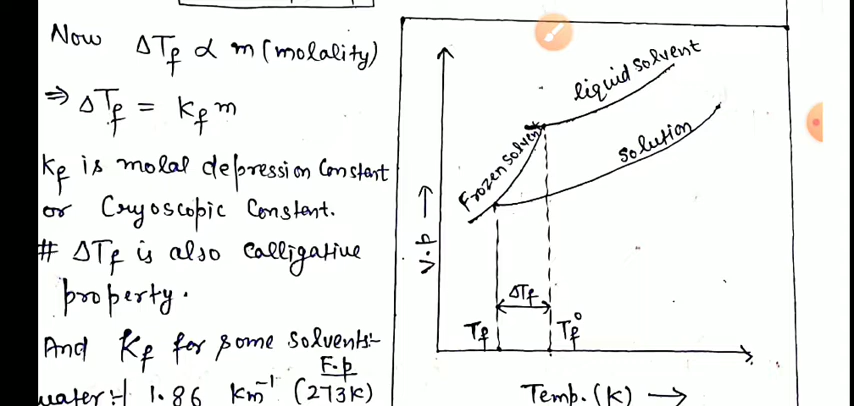 Now ΔTf α m (molality)
⇒ ΔTf = Kf m
Kf is molal depression Constant
or Cryoscopic Constant.
# ΔTf is also Calligative
property.
And Kf for some solvents:-
F.p
water :- 1.86 Km⁻¹ (273K)
liquid solvent
Frozen solvent
solution
V.p →
ΔTf
Tf Tf°
Temp. (K) →